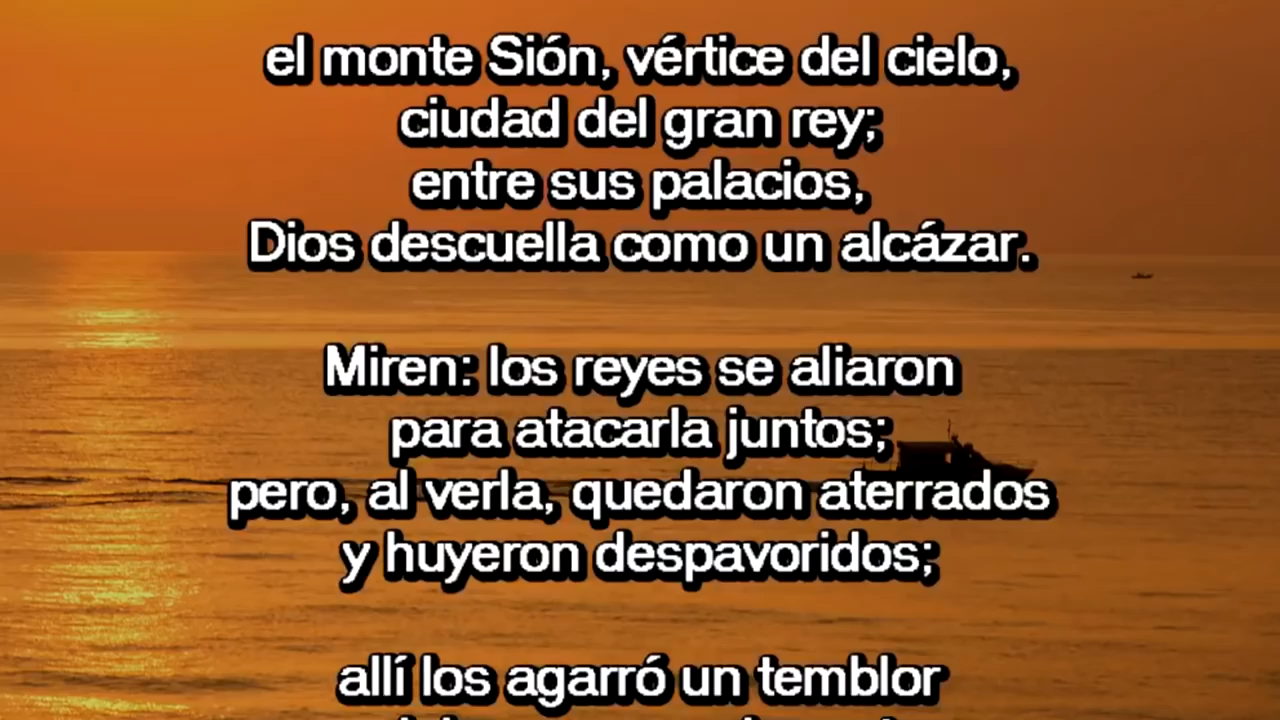 el monte Sión, vértice del cielo,
ciudad del gran rey;
entre sus palacios,
Dios descuella como un alcázar.
Miren: los reyes se aliaron
para atacarla juntos;
pero, al verla, quedaron aterrados
y huyeron despavoridos;
allí los agarró un temblor